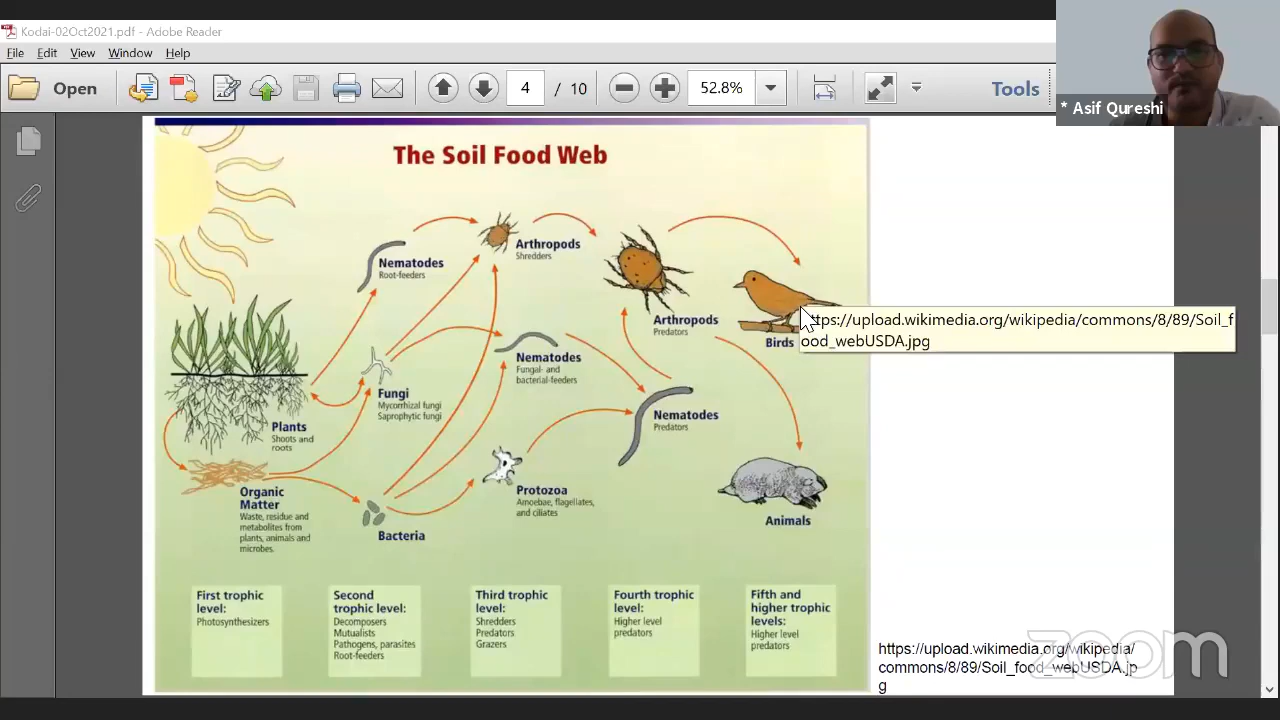 Kodai-02Oct2021.pdf - Adobe Reader
File Edit View Window Help
Open
4 / 10
52.8%
Tools
* Asif Qureshi
The Soil Food Web
Nematodes
Root-feeders
Arthropods
Shredders
Arthropods
Predators
Birds
https://upload.wikimedia.org/wikipedia/commons/8/89/Soil_f
ood_webUSDA.jpg
Nematodes
Fungal- and
bacterial-feeders
Fungi
Mycorrhizal fungi
Saprophytic fungi
Nematodes
Predators
Plants
Shoots and
roots
Organic
Matter
Waste, residue and
metabolites from
plants, animals and
microbes.
Bacteria
Protozoa
Amoebae, flagellates,
and ciliates
Animals
First trophic
level:
Photosynthesizers
Second
trophic level:
Decomposers
Mutualists
Pathogens, parasites
Root-feeders
Third trophic
level:
Shredders
Predators
Grazers
Fourth trophic
level:
Higher level
predators
Fifth and
higher trophic
levels:
Higher level
predators
https://upload.wikimedia.org/wikipedia/
commons/8/89/Soil_food_webUSDA.jp
g
zoom